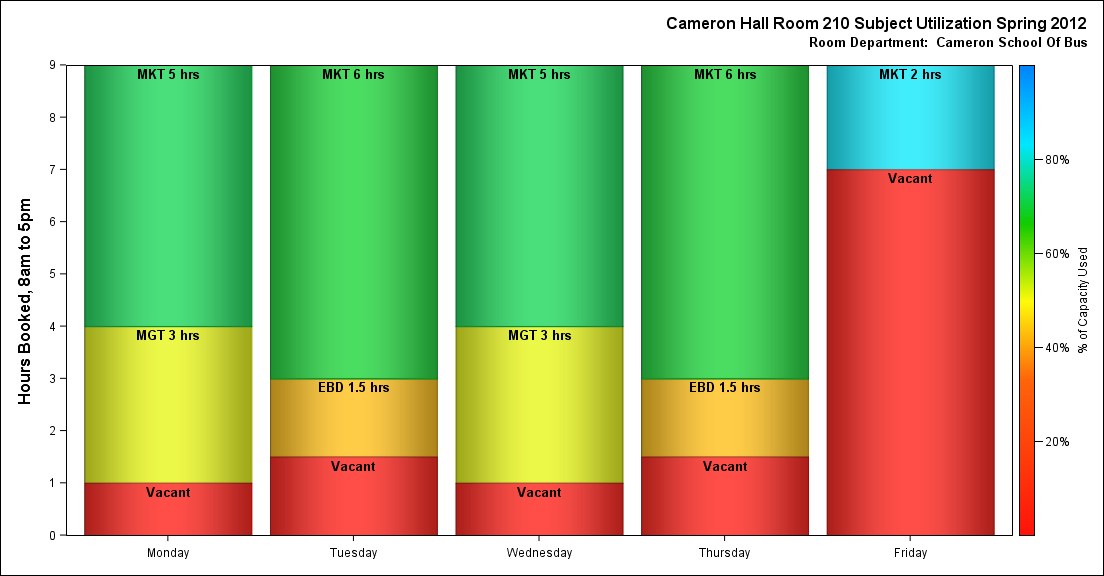 Cameron Hall Room 210 Subject Utilization Spring 2012
Room Department:  Cameron School Of Bus
Hours Booked, 8am to 5pm
9
8
7
6
5
4
3
2
1
0
MKT 5 hrs
MGT 3 hrs
Vacant
MKT 6 hrs
EBD 1.5 hrs
Vacant
MKT 5 hrs
MGT 3 hrs
Vacant
MKT 6 hrs
EBD 1.5 hrs
Vacant
MKT 2 hrs
Vacant
Monday
Tuesday
Wednesday
Thursday
Friday
80%
60%
40%
20%
% of Capacity Used